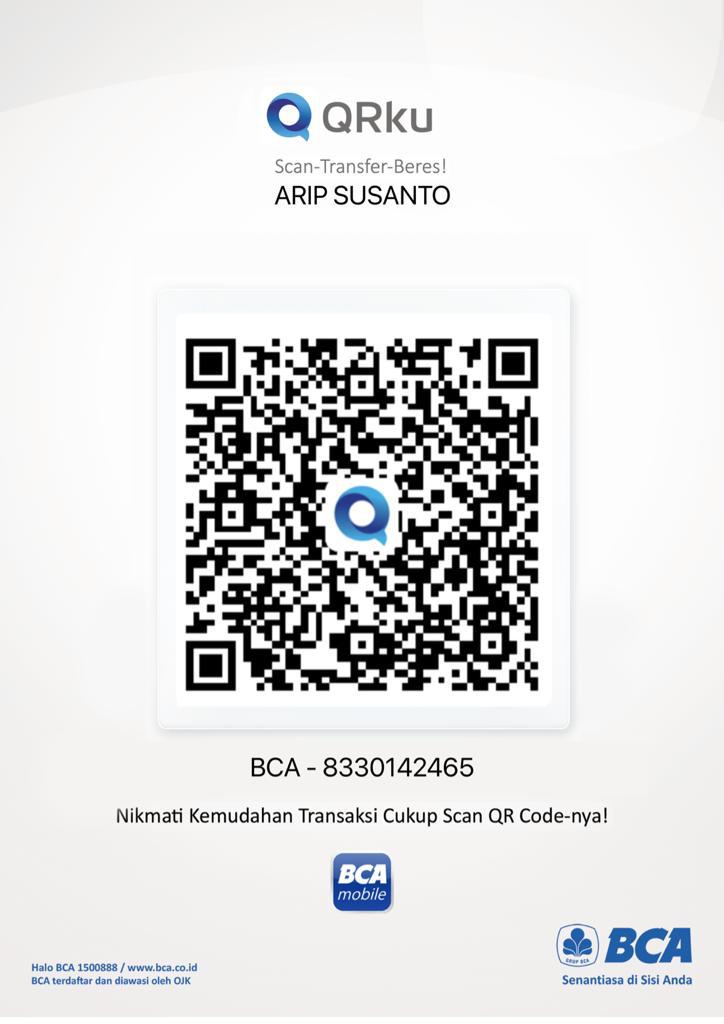 QRku
Scan-Transfer-Beres!
ARIP SUSANTO
BCA - 8330142465
Nikmati Kemudahan Transaksi Cukup Scan QR Code-nya!
BCA
mobile
Halo BCA 1500888 / www.bca.co.id
BCA terdaftar dan diawasi oleh OJK
GRUP BCA
BCA
Senantiasa di Sisi Anda